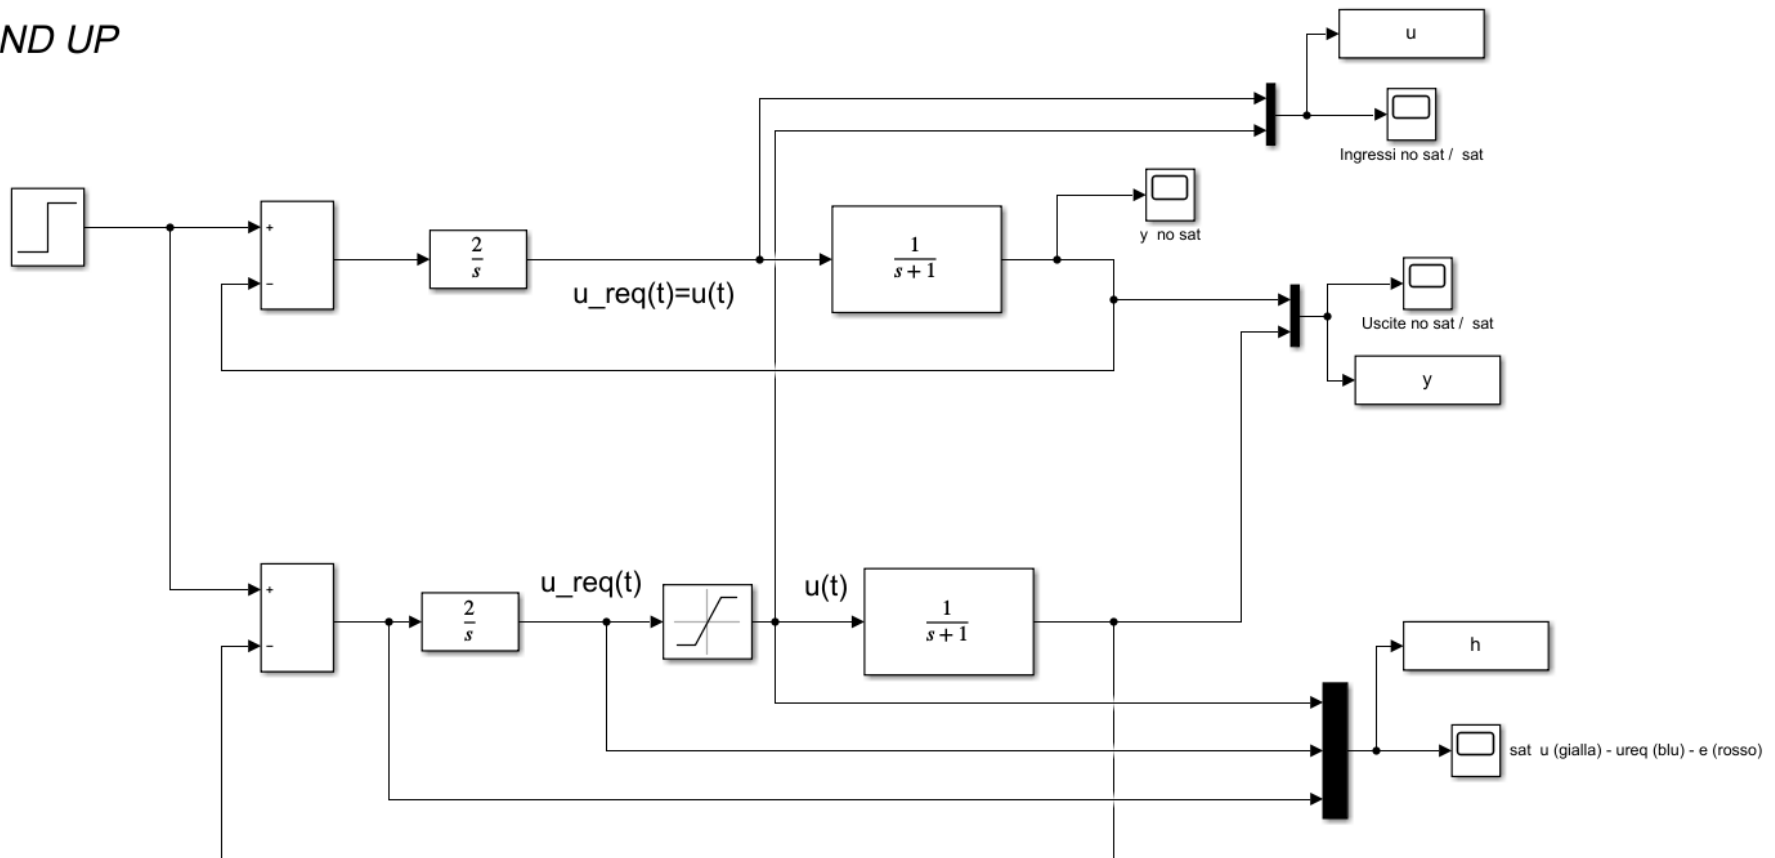 ND UP
u
Ingressi no sat / sat
y no sat
+
-
2
s
u_req(t)=u(t)
1
s + 1
Uscite no sat / sat
y
+
-
2
s
u_req(t)
u(t)
1
s + 1
h
sat u (gialla) - ureq (blu) - e (rosso)